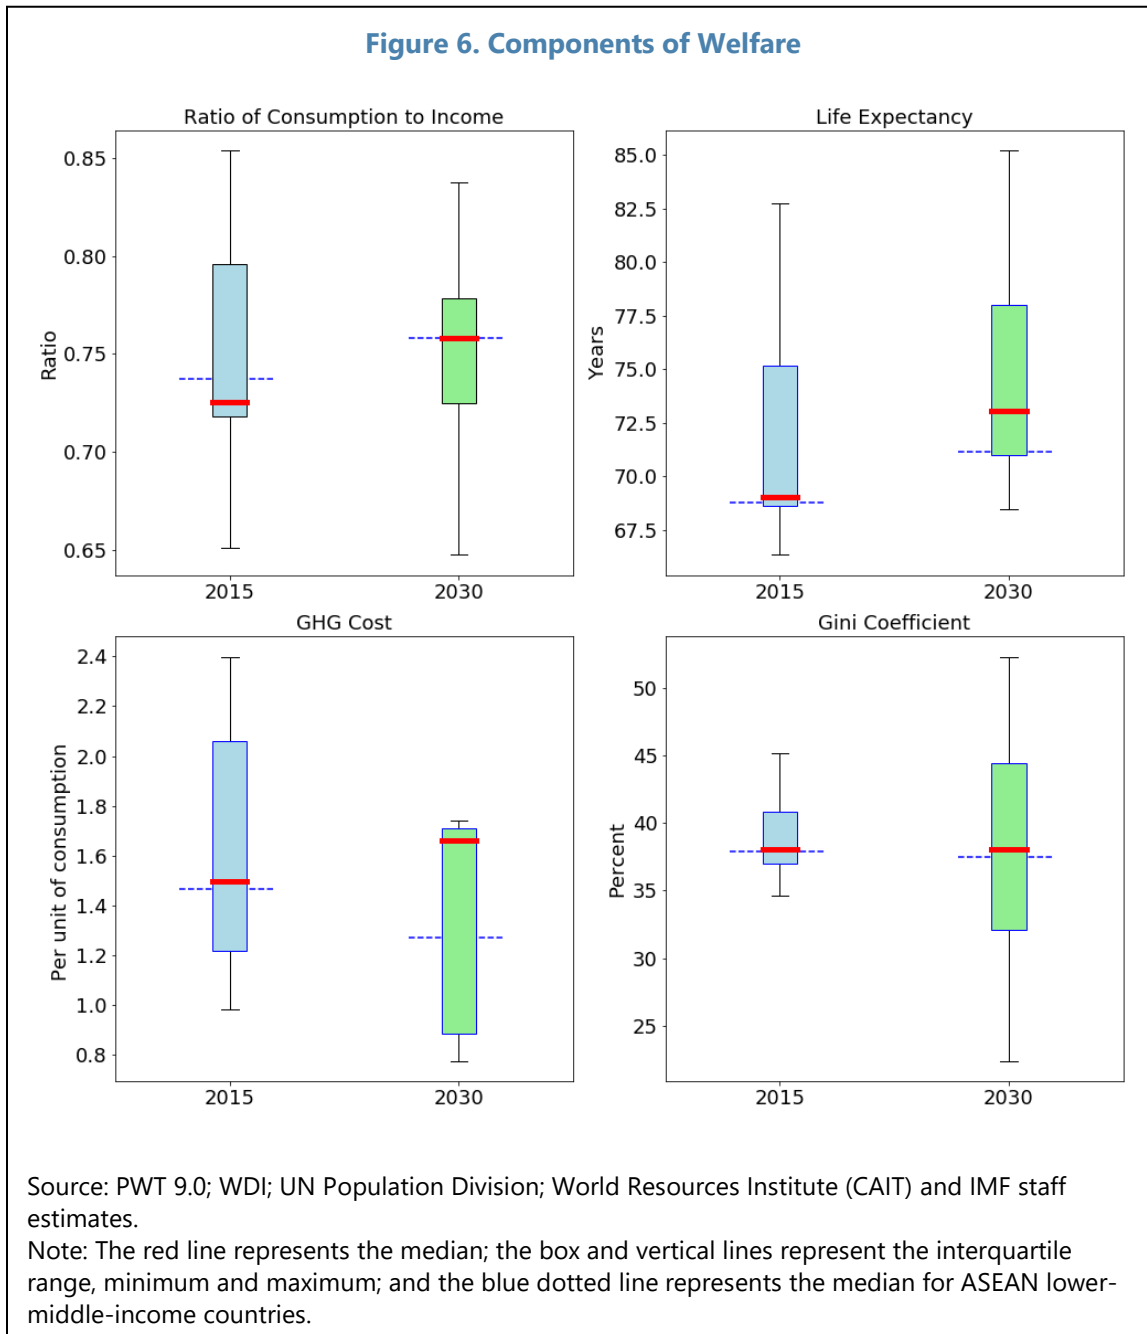 Figure 6. Components of Welfare
Ratio of Consumption to Income
0.85
0.80
0.75
0.70
0.65
Ratio
2015
2030
Life Expectancy
85.0
82.5
80.0
77.5
75.0
72.5
70.0
67.5
Years
2015
2030
GHG Cost
2.4
2.2
2.0
1.8
1.6
1.4
1.2
1.0
0.8
Per unit of consumption
2015
2030
Gini Coefficient
50
45
40
35
30
25
Percent
2015
2030
Source: PWT 9.0; WDI; UN Population Division; World Resources Institute (CAIT) and IMF staff
estimates.
Note: The red line represents the median; the box and vertical lines represent the interquartile
range, minimum and maximum; and the blue dotted line represents the median for ASEAN lower-
middle-income countries.